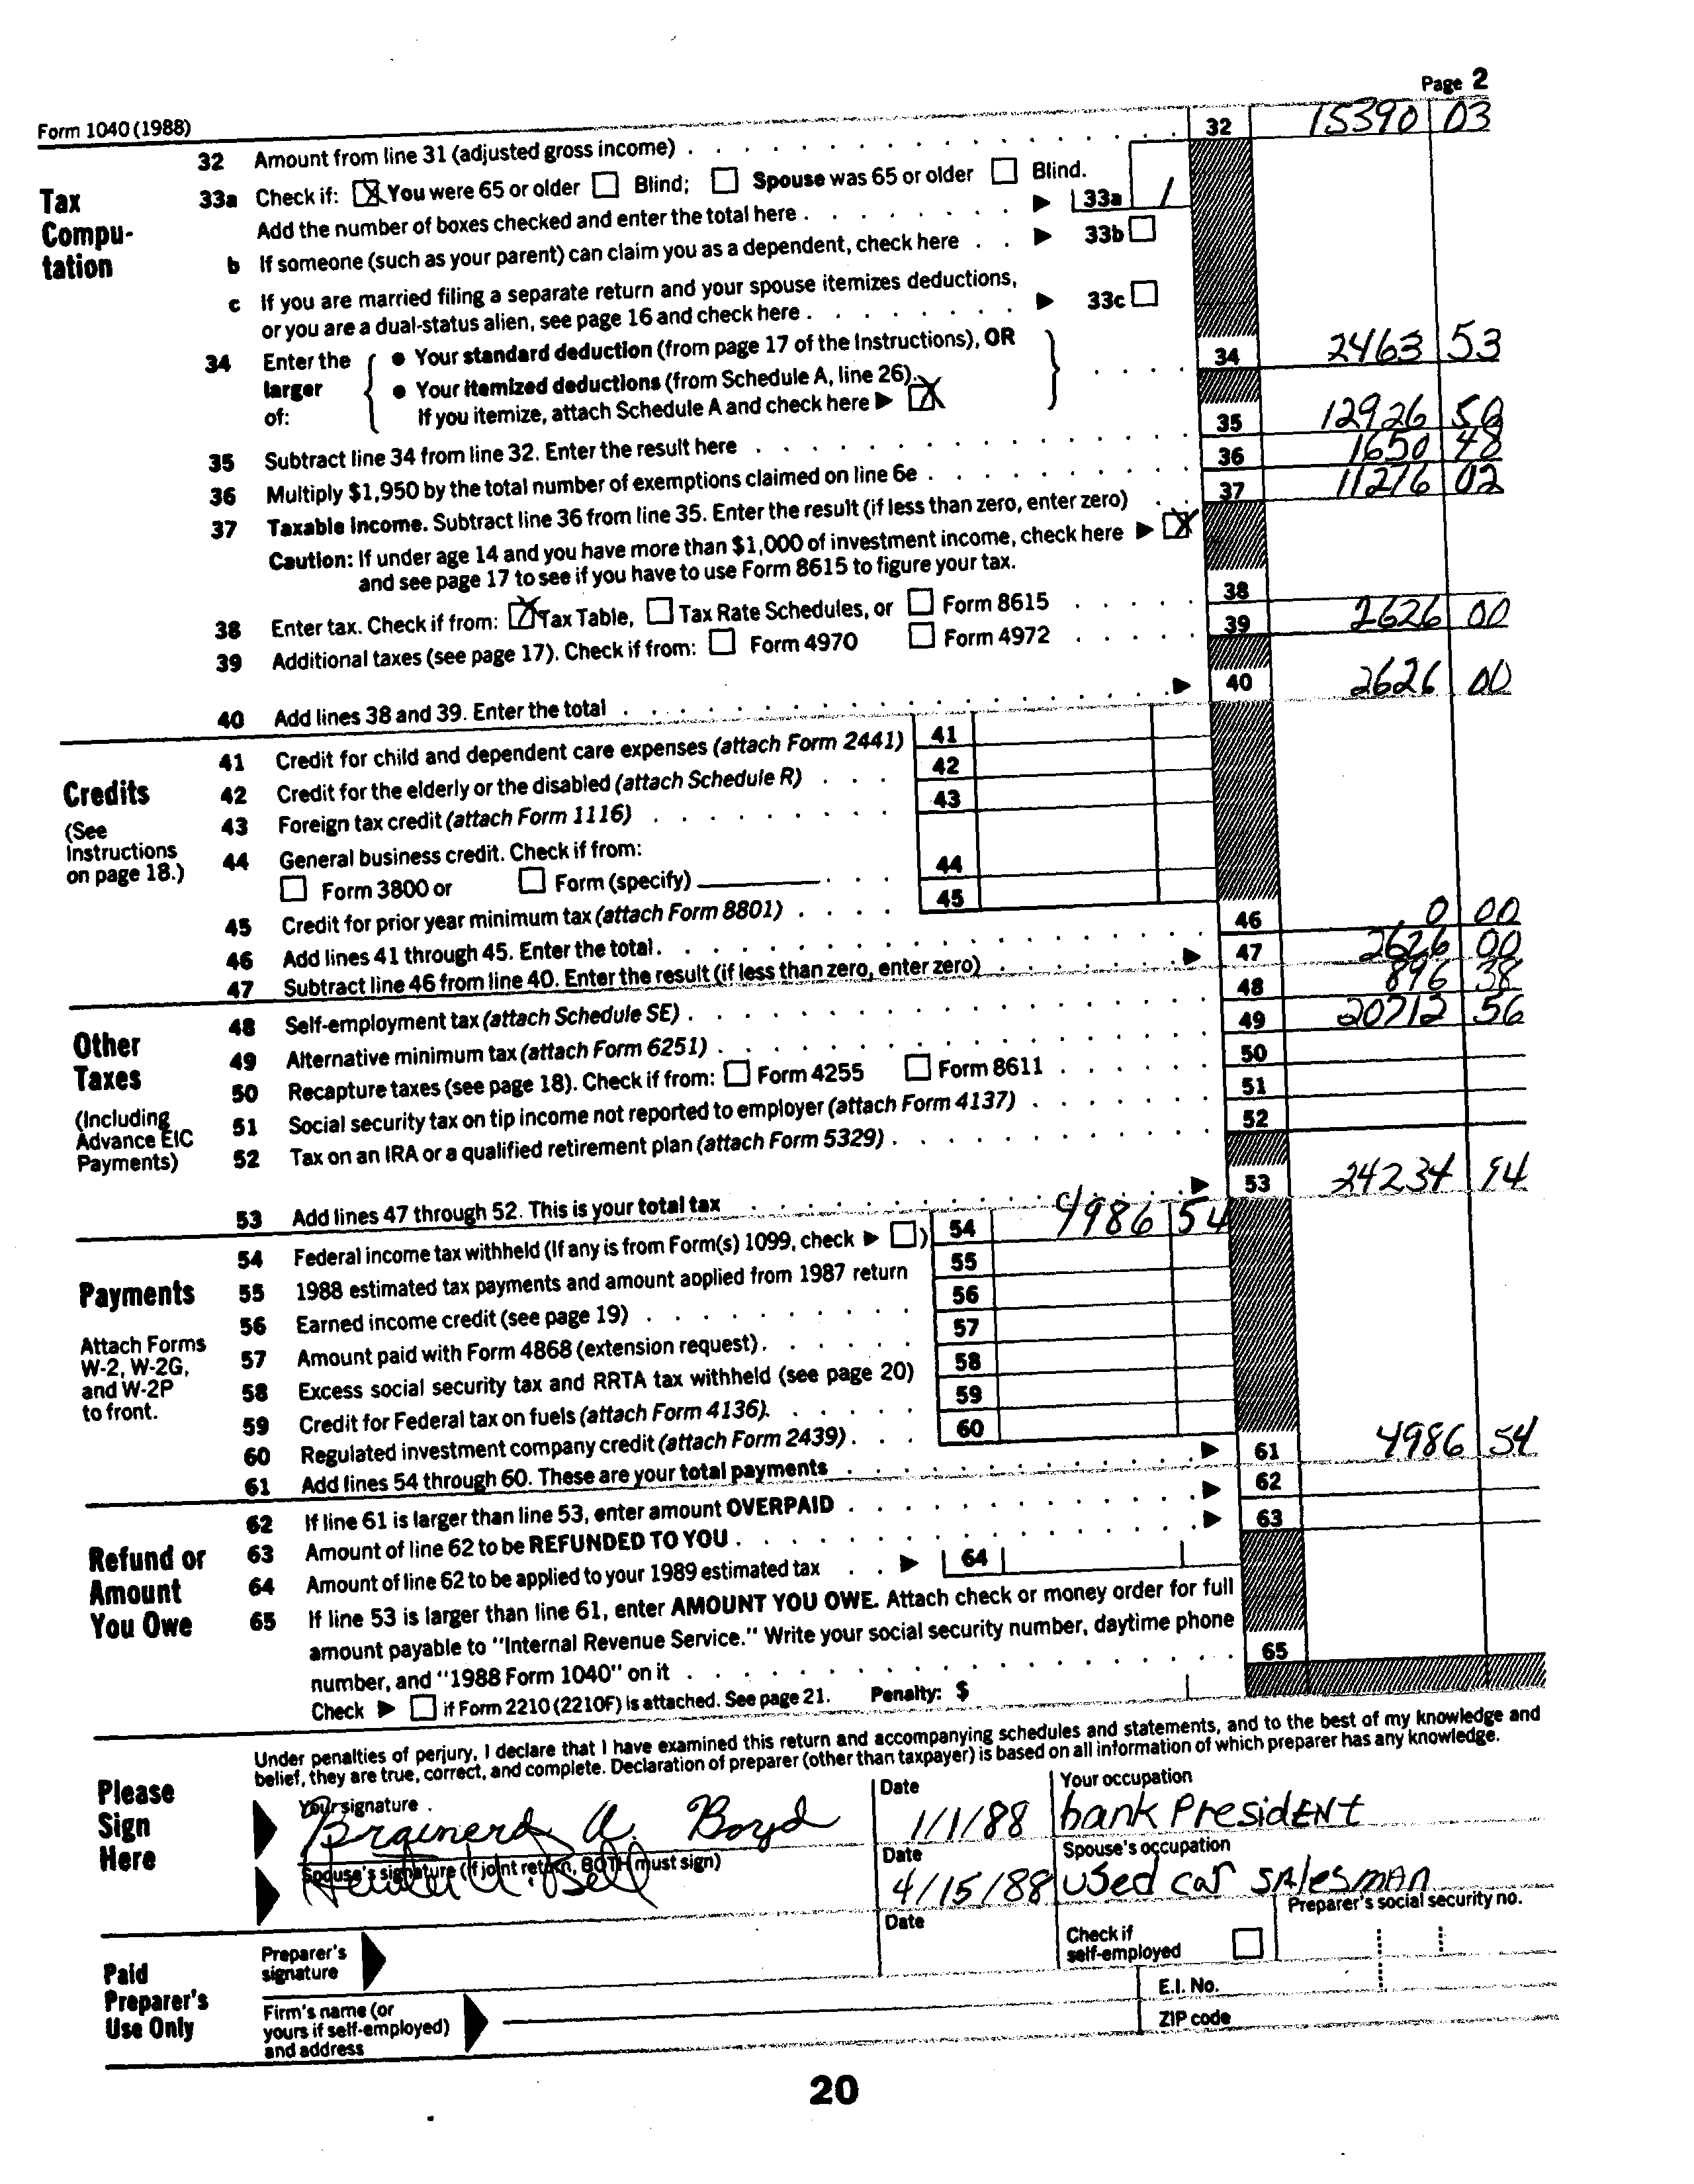 Page 2
Form 1040 (1988)
32 Amount from line 31 (adjusted gross income) . . . 32 15390 03
Tax Compu-tation
33a Check if: [X] You were 65 or older [ ] Blind; [ ] Spouse was 65 or older [ ] Blind.
Add the number of boxes checked and enter the total here . . . ▶ 33a 1
b If someone (such as your parent) can claim you as a dependent, check here . . ▶ 33b [ ]
c If you are married filing a separate return and your spouse itemizes deductions,
or you are a dual-status alien, see page 16 and check here . . . ▶ 33c [ ]
34 Enter the larger of:
● Your standard deduction (from page 17 of the Instructions), OR
● Your itemized deductions (from Schedule A, line 26).
If you itemize, attach Schedule A and check here ▶ [X]
34 2463 53
35 Subtract line 34 from line 32. Enter the result here . . . 35 12926 50
36 Multiply $1,950 by the total number of exemptions claimed on line 6e . . . 36 1650 48
37 Taxable income. Subtract line 36 from line 35. Enter the result (if less than zero, enter zero) . . 37 11276 02
Caution: If under age 14 and you have more than $1,000 of investment income, check here ▶ [X]
and see page 17 to see if you have to use Form 8615 to figure your tax.
38 Enter tax. Check if from: [X] Tax Table, [ ] Tax Rate Schedules, or [ ] Form 8615 . . . 38
39 Additional taxes (see page 17). Check if from: [ ] Form 4970 [ ] Form 4972 . . . 39 2626 00
40 Add lines 38 and 39. Enter the total . . . ▶ 40 2626 00
Credits
(See Instructions on page 18.)
41 Credit for child and dependent care expenses (attach Form 2441) 41
42 Credit for the elderly or the disabled (attach Schedule R) . . . 42
43 Foreign tax credit (attach Form 1116) . . . 43
44 General business credit. Check if from:
[ ] Form 3800 or [ ] Form (specify) . . . 44
45 Credit for prior year minimum tax (attach Form 8801) . . . 45
46 Add lines 41 through 45. Enter the total. . . . 46 0 00
47 Subtract line 46 from line 40. Enter the result (if less than zero, enter zero) . . . ▶ 47 2626 00
Other Taxes
(Including Advance EIC Payments)
48 Self-employment tax (attach Schedule SE) . . . 48 896 38
49 Alternative minimum tax (attach Form 6251) . . . 49 20712 56
50 Recapture taxes (see page 18). Check if from: [ ] Form 4255 [ ] Form 8611 . . . 50
51 Social security tax on tip income not reported to employer (attach Form 4137) . . . 51
52 Tax on an IRA or a qualified retirement plan (attach Form 5329) . . . 52
53 Add lines 47 through 52. This is your total tax . . . ▶ 53 24234 94
Payments
Attach Forms W-2, W-2G, and W-2P to front.
54 Federal income tax withheld (If any is from Form(s) 1099, check ▶ [ ]) 54 4986 54
55 1988 estimated tax payments and amount applied from 1987 return 55
56 Earned income credit (see page 19) . . . 56
57 Amount paid with Form 4868 (extension request). . . . 57
58 Excess social security tax and RRTA tax withheld (see page 20) 58
59 Credit for Federal tax on fuels (attach Form 4136). . . . 59
60 Regulated investment company credit (attach Form 2439) . . . 60
61 Add lines 54 through 60. These are your total payments . . . ▶ 61 4986 54
Refund or Amount You Owe
62 If line 61 is larger than line 53, enter amount OVERPAID . . . ▶ 62
63 Amount of line 62 to be REFUNDED TO YOU . . . ▶ 63
64 Amount of line 62 to be applied to your 1989 estimated tax . . ▶ 64
65 If line 53 is larger than line 61, enter AMOUNT YOU OWE. Attach check or money order for full
amount payable to "Internal Revenue Service." Write your social security number, daytime phone
number, and "1988 Form 1040" on it . . . 65
Check ▶ [ ] if Form 2210 (2210F) is attached. See page 21. Penalty: $
Please Sign Here
Under penalties of perjury, I declare that I have examined this return and accompanying schedules and statements, and to the best of my knowledge and
belief, they are true, correct, and complete. Declaration of preparer (other than taxpayer) is based on all information of which preparer has any knowledge.
Your signature Date Your occupation
Brainerd A. Boyd 1/1/88 bank PresidENt
Spouse's signature (if joint return, BOTH must sign) Date Spouse's occupation
4/15/88 used car sAlesmAn
Paid Preparer's Use Only
Preparer's signature Date Check if self-employed [ ] Preparer's social security no.
Firm's name (or yours if self-employed) and address E.I. No.
ZIP code
20